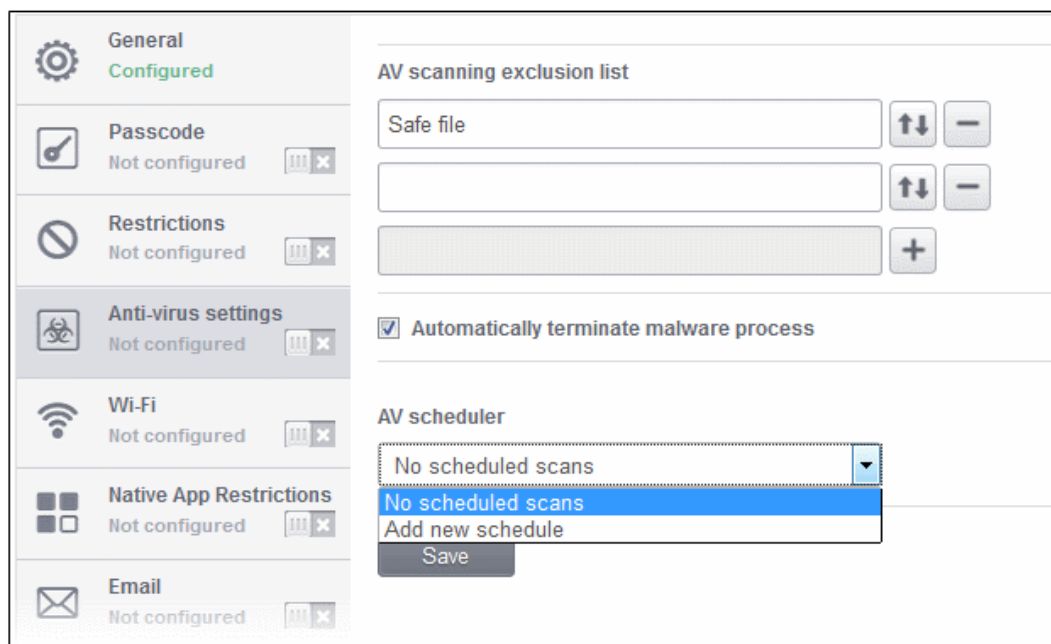 General
Configured
Passcode
Not configured
Restrictions
Not configured
Anti-virus settings
Not configured
Wi-Fi
Not configured
Native App Restrictions
Not configured
Email
Not configured
AV scanning exclusion list
Safe file
Automatically terminate malware process
AV scheduler
No scheduled scans
No scheduled scans
Add new schedule
Save